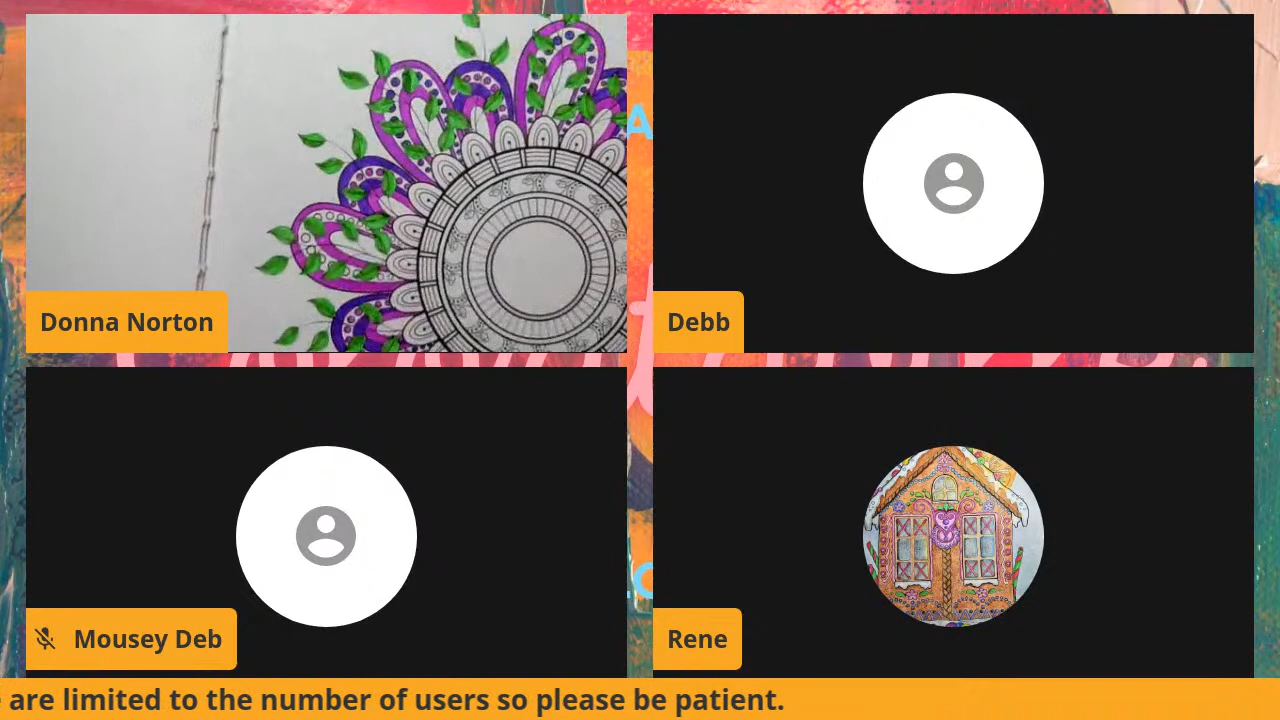 Donna Norton
Debb
Mousey Deb
Rene
are limited to the number of users so please be patient.